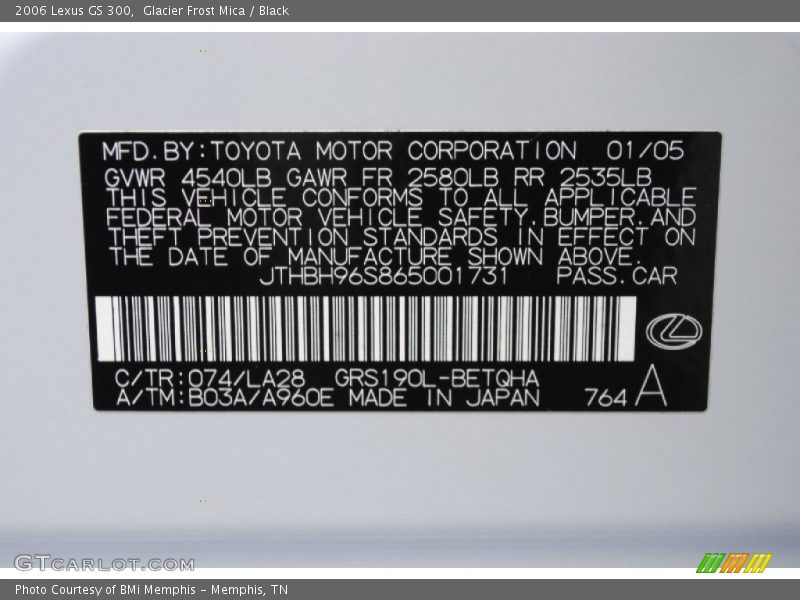 2006 Lexus GS 300,  Glacier Frost Mica / Black
MFD.BY:TOYOTA MOTOR CORPORATION 01/05
GVWR 4540LB GAWR FR 2580LB RR 2535LB
THIS VEHICLE CONFORMS TO ALL APPLICABLE
FEDERAL MOTOR VEHICLE SAFETY,BUMPER,AND
THEFT PREVENTION STANDARDS IN EFFECT ON
THE DATE OF MANUFACTURE SHOWN ABOVE.
JTHBH96S865001731 PASS.CAR
C/TR:074/LA28 GRS190L-BETQHA
A/TM:B03A/A960E MADE IN JAPAN 764 A
GTCARLOT.COM
Photo Courtesy of BMi Memphis – Memphis, TN